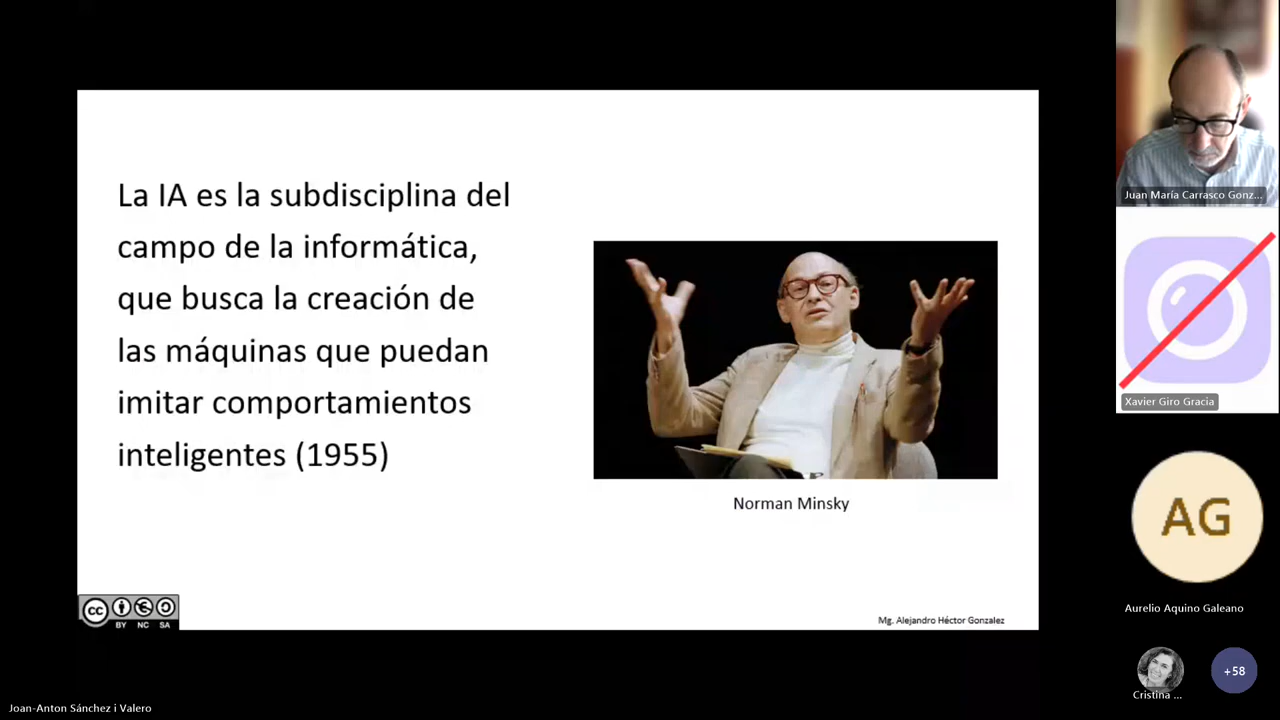 La IA es la subdisciplina del
campo de la informática,
que busca la creación de
las máquinas que puedan
imitar comportamientos
inteligentes (1955)
Norman Minsky
cc
BY NC SA
Mg. Alejandro Héctor Gonzalez
Juan María Carrasco Gonz...
Xavier Giro Gracia
AG
Aurelio Aquino Galeano
Cristina ...
+58
Joan-Anton Sánchez i Valero